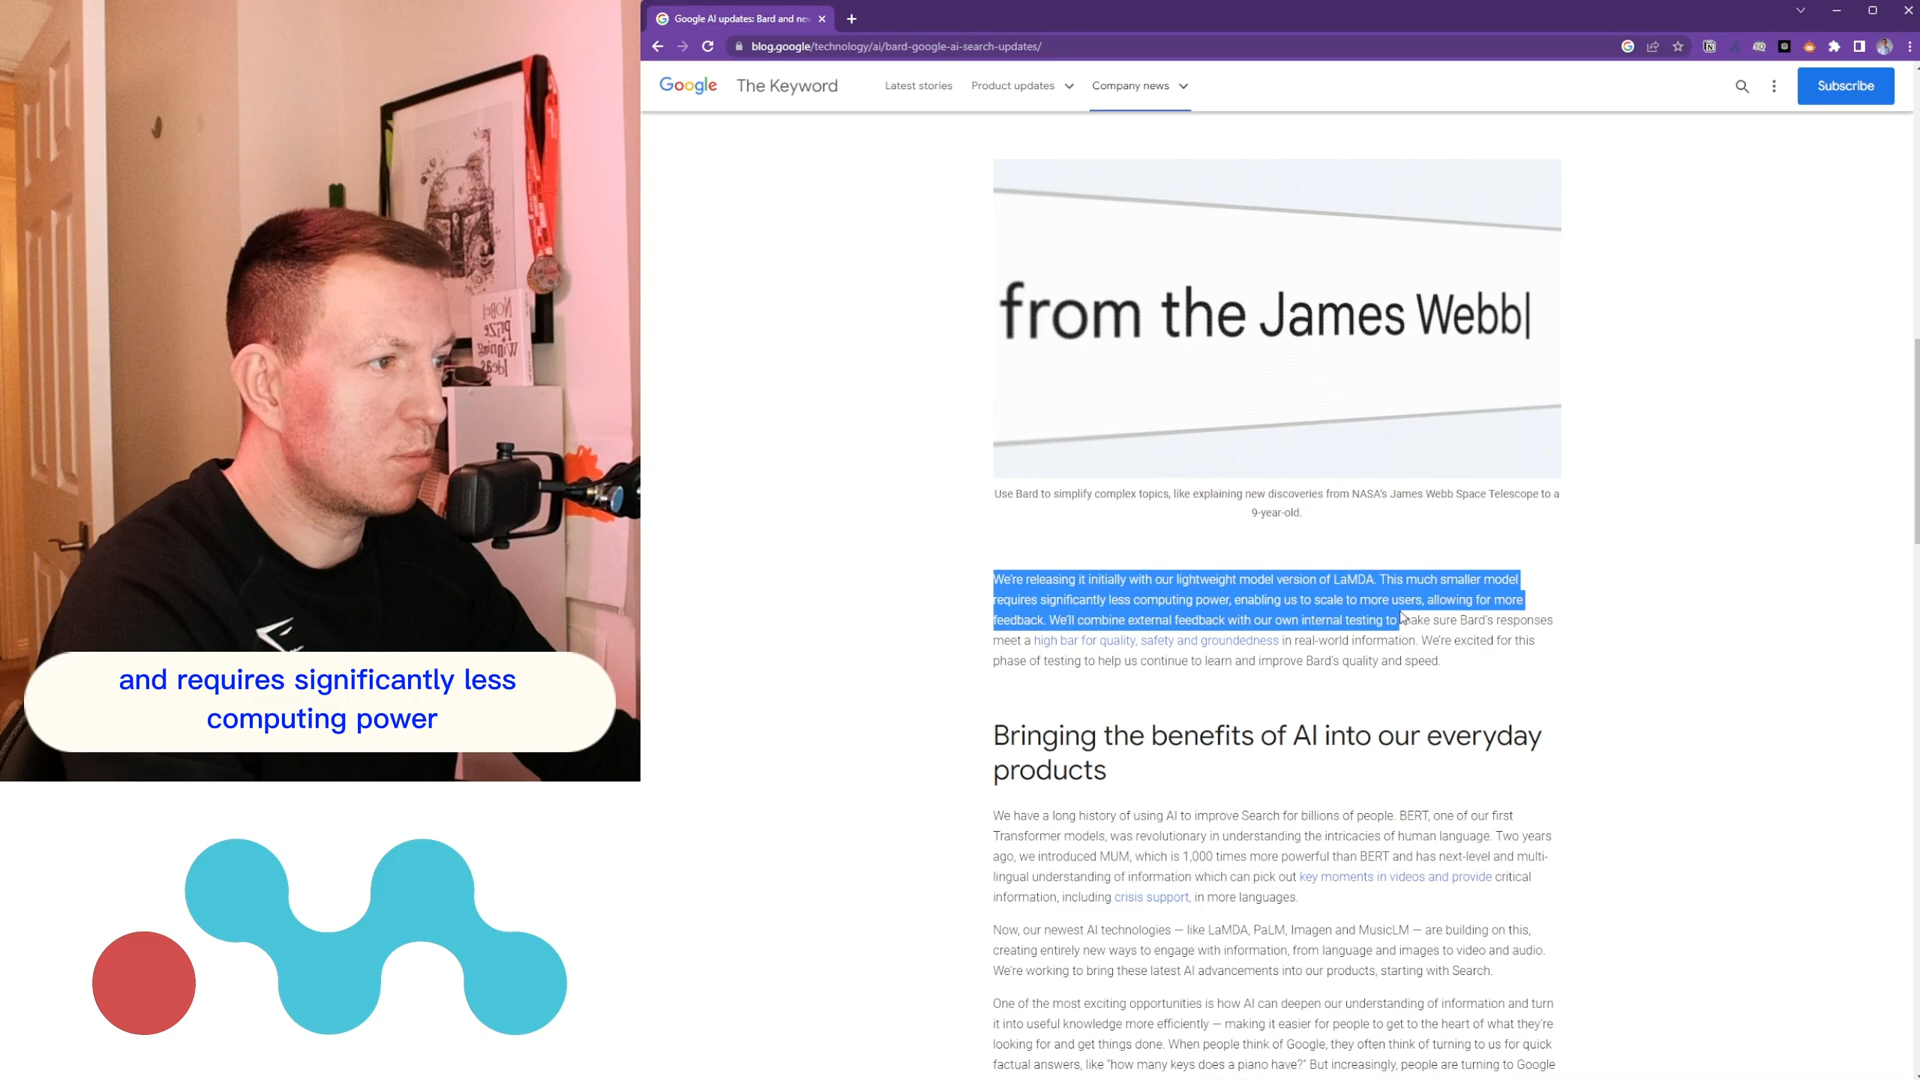 Google AI updates: Bard and nev
blog.google/technology/ai/bard-google-ai-search-updates/
Google The Keyword Latest stories Product updates Company news Subscribe
from the James Webb
Use Bard to simplify complex topics, like explaining new discoveries from NASA's James Webb Space Telescope to a
9-year-old.
We're releasing it initially with our lightweight model version of LaMDA. This much smaller model
requires significantly less computing power, enabling us to scale to more users, allowing for more
feedback. We'll combine external feedback with our own internal testing to make sure Bard's responses
meet a high bar for quality, safety and groundedness in real-world information. We're excited for this
phase of testing to help us continue to learn and improve Bard's quality and speed.
Bringing the benefits of AI into our everyday
products
We have a long history of using AI to improve Search for billions of people. BERT, one of our first
Transformer models, was revolutionary in understanding the intricacies of human language. Two years
ago, we introduced MUM, which is 1,000 times more powerful than BERT and has next-level and multi-
lingual understanding of information which can pick out key moments in videos and provide critical
information, including crisis support, in more languages.
Now, our newest AI technologies — like LaMDA, PaLM, Imagen and MusicLM — are building on this,
creating entirely new ways to engage with information, from language and images to video and audio.
We're working to bring these latest AI advancements into our products, starting with Search.
One of the most exciting opportunities is how AI can deepen our understanding of information and turn
it into useful knowledge more efficiently — making it easier for people to get to the heart of what they're
looking for and get things done. When people think of Google, they often think of turning to us for quick
factual answers, like "how many keys does a piano have?" But increasingly, people are turning to Google
Nobel
Prize
Winning
Ideas
and requires significantly less
computing power